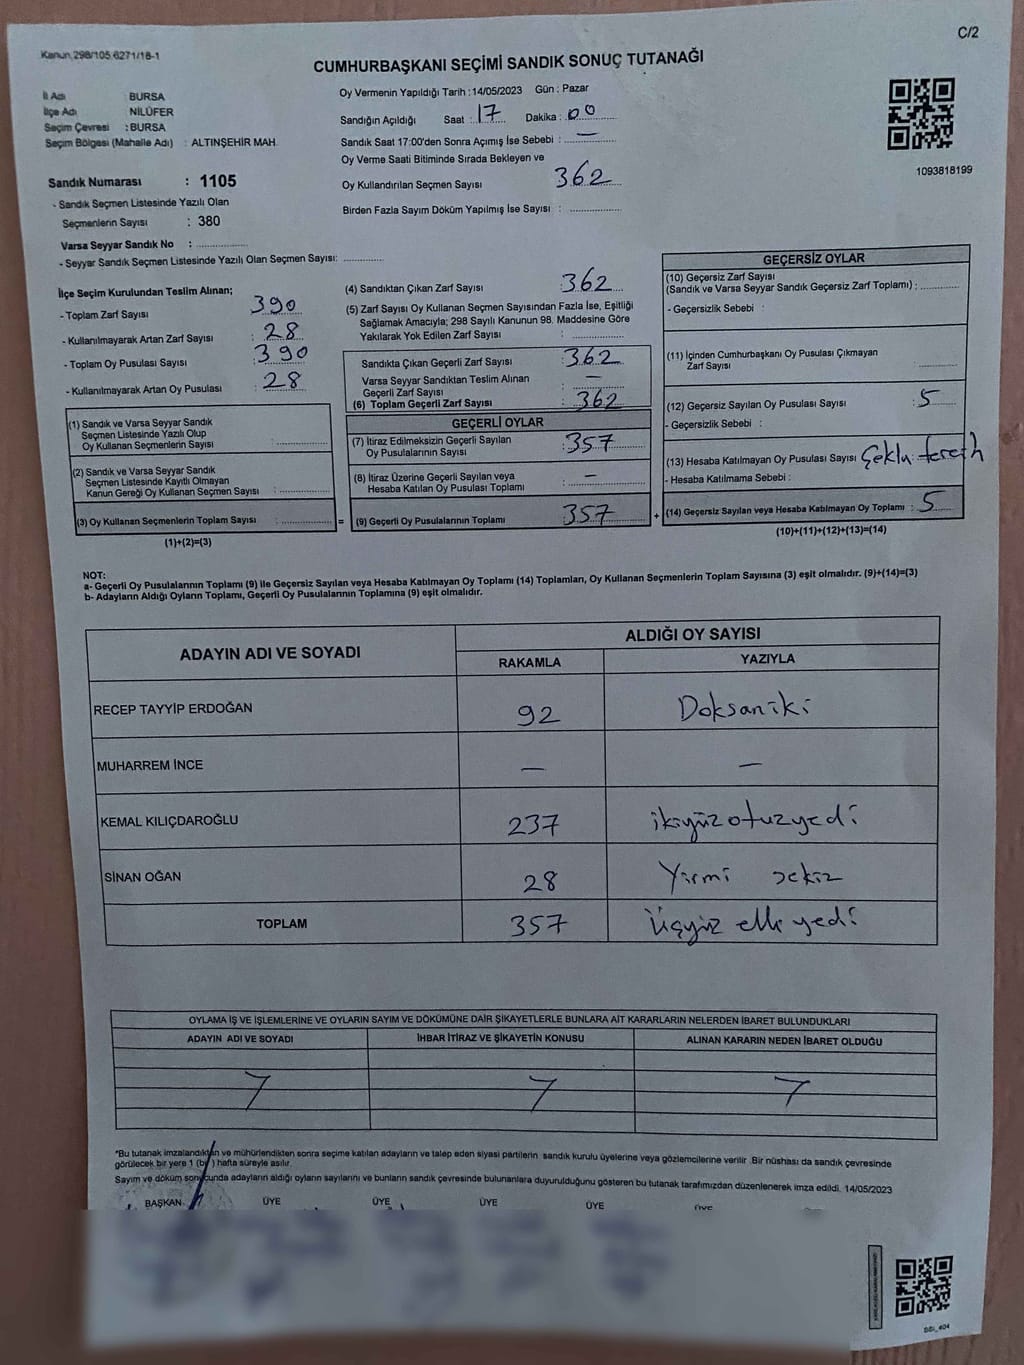 C/2
Kanun 298/105 6271/18-1
CUMHURBAŞKANI SEÇİMİ SANDIK SONUÇ TUTANAĞI
İl Adı BURSA
İlçe Adı NİLÜFER
Seçim Çevresi : BURSA
Seçim Bölgesi (Mahalle Adı) : ALTINŞEHİR MAH.
Sandık Numarası : 1105
- Sandık Seçmen Listesinde Yazılı Olan
Seçmenlerin Sayısı : 380
Varsa Seyyar Sandık No :
- Seyyar Sandık Seçmen Listesinde Yazılı Olan Seçmen Sayısı:
Oy Vermenin Yapıldığı Tarih :14/05/2023 Gün : Pazar
Sandığın Açıldığı Saat : 17 Dakika : 00
Sandık Saat 17:00'den Sonra Açımış İse Sebebi : —
Oy Verme Saati Bitiminde Sırada Bekleyen ve
Oy Kullandırılan Seçmen Sayısı 362
Birden Fazla Sayım Döküm Yapılmış İse Sayısı :
1093818199
İlçe Seçim Kurulundan Teslim Alınan;
- Toplam Zarf Sayısı 390
- Kullanılmayarak Artan Zarf Sayısı : 28
- Toplam Oy Pusulası Sayısı : 390
- Kullanılmayarak Artan Oy Pusulası : 28
(1) Sandık ve Varsa Seyyar Sandık
Seçmen Listesinde Yazılı Olup
Oy Kullanan Seçmenlerin Sayısı :
(2) Sandık ve Varsa Seyyar Sandık
Seçmen Listesinde Kayıtlı Olmayan
Kanun Gereği Oy Kullanan Seçmen Sayısı :
(3) Oy Kullanan Seçmenlerin Toplam Sayısı :
(1)+(2)=(3)
(4) Sandıktan Çıkan Zarf Sayısı : 362
(5) Zarf Sayısı Oy Kullanan Seçmen Sayısından Fazla İse, Eşitliği
Sağlamak Amacıyla; 298 Sayılı Kanunun 98. Maddesine Göre
Yakılarak Yok Edilen Zarf Sayısı :
Sandıkta Çıkan Geçerli Zarf Sayısı : 362
Varsa Seyyar Sandıktan Teslim Alınan
Geçerli Zarf Sayısı : —
(6) Toplam Geçerli Zarf Sayısı : 362
GEÇERLİ OYLAR
(7) İtiraz Edilmeksizin Geçerli Sayılan
Oy Pusulalarının Sayısı : 357
(8) İtiraz Üzerine Geçerli Sayılan veya
Hesaba Katılan Oy Pusulası Toplamı : —
= (9) Geçerli Oy Pusulalarının Toplamı : 357 +
GEÇERSİZ OYLAR
(10) Geçersiz Zarf Sayısı
(Sandık ve Varsa Seyyar Sandık Geçersiz Zarf Toplamı) :
- Geçersizlik Sebebi :
(11) İçinden Cumhurbaşkanı Oy Pusulası Çıkmayan
Zarf Sayısı
(12) Geçersiz Sayılan Oy Pusulası Sayısı : 5
- Geçersizlik Sebebi :
(13) Hesaba Katılmayan Oy Pusulası Sayısı
- Hesaba Katılmama Sebebi :
(14) Geçersiz Sayılan veya Hesaba Katılmayan Oy Toplamı : 5
(10)+(11)+(12)+(13)=(14)
NOT:
a- Geçerli Oy Pusulalarının Toplamı (9) ile Geçersiz Sayılan veya Hesaba Katılmayan Oy Toplamı (14) Toplamları, Oy Kullanan Seçmenlerin Toplam Sayısına (3) eşit olmalıdır. (9)+(14)=(3)
b- Adayların Aldığı Oyların Toplamı, Geçerli Oy Pusulalarının Toplamına (9) eşit olmalıdır.
ADAYIN ADI VE SOYADI ALDIĞI OY SAYISI
RAKAMLA YAZIYLA
RECEP TAYYİP ERDOĞAN 92 Doksaniki
MUHARREM İNCE — —
KEMAL KILIÇDAROĞLU 237 ikiyüzotuzyedi
SİNAN OĞAN 28 Yirmi sekiz
TOPLAM 357 Üçyüz elli yedi
OYLAMA İŞ VE İŞLEMLERİNE VE OYLARIN SAYIM VE DÖKÜMÜNE DAİR ŞİKAYETLERLE BUNLARA AİT KARARLARIN NELERDEN İBARET BULUNDUKLARI
ADAYIN ADI VE SOYADI İHBAR İTİRAZ VE ŞİKAYETİN KONUSU ALINAN KARARIN NEDEN İBARET OLDUĞU
*Bu tutanak imzalandıktan ve mühürlendikten sonra seçime katılan adayların ve talep eden siyasi partilerin sandık kurulu üyelerine veya gözlemcilerine verilir .Bir nüshası da sandık çevresinde
görülecek bir yere 1 (bir) hafta süreyle asılır.
Sayım ve döküm sonucunda adayların aldığı oyların sayılarını ve bunların sandık çevresinde bulunanlara duyurulduğunu gösteren bu tutanak tarafımızdan düzenlenerek imza edildi. 14/05/2023
BAŞKAN ÜYE ÜYE ÜYE ÜYE ÜYE